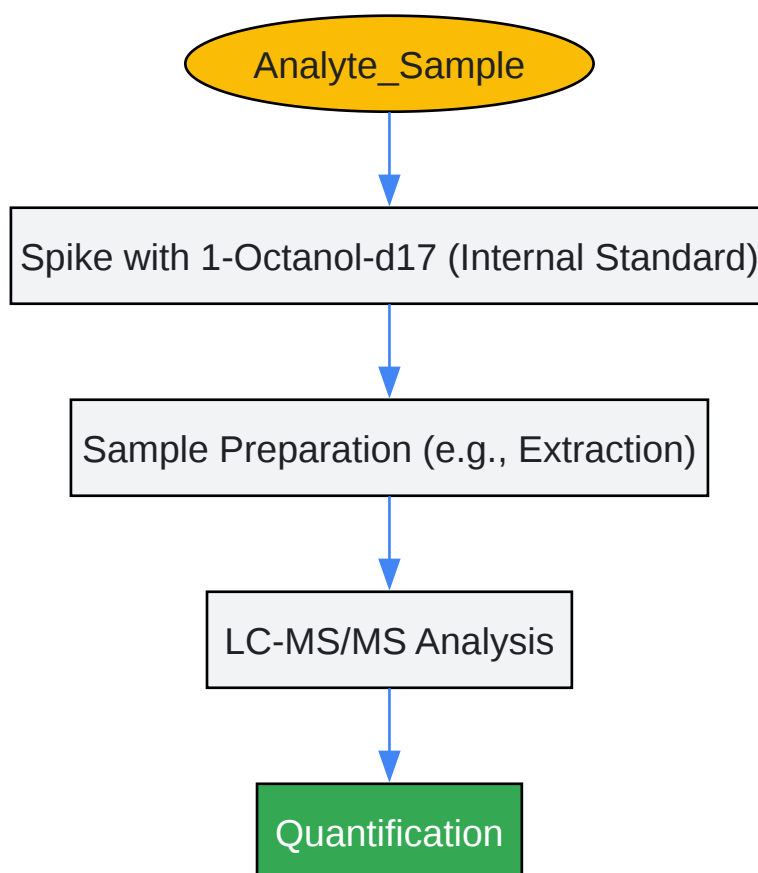 Analyte_Sample
Spike with 1-Octanol-d17 (Internal Standard)
Sample Preparation (e.g., Extraction)
LC-MS/MS Analysis
Quantification